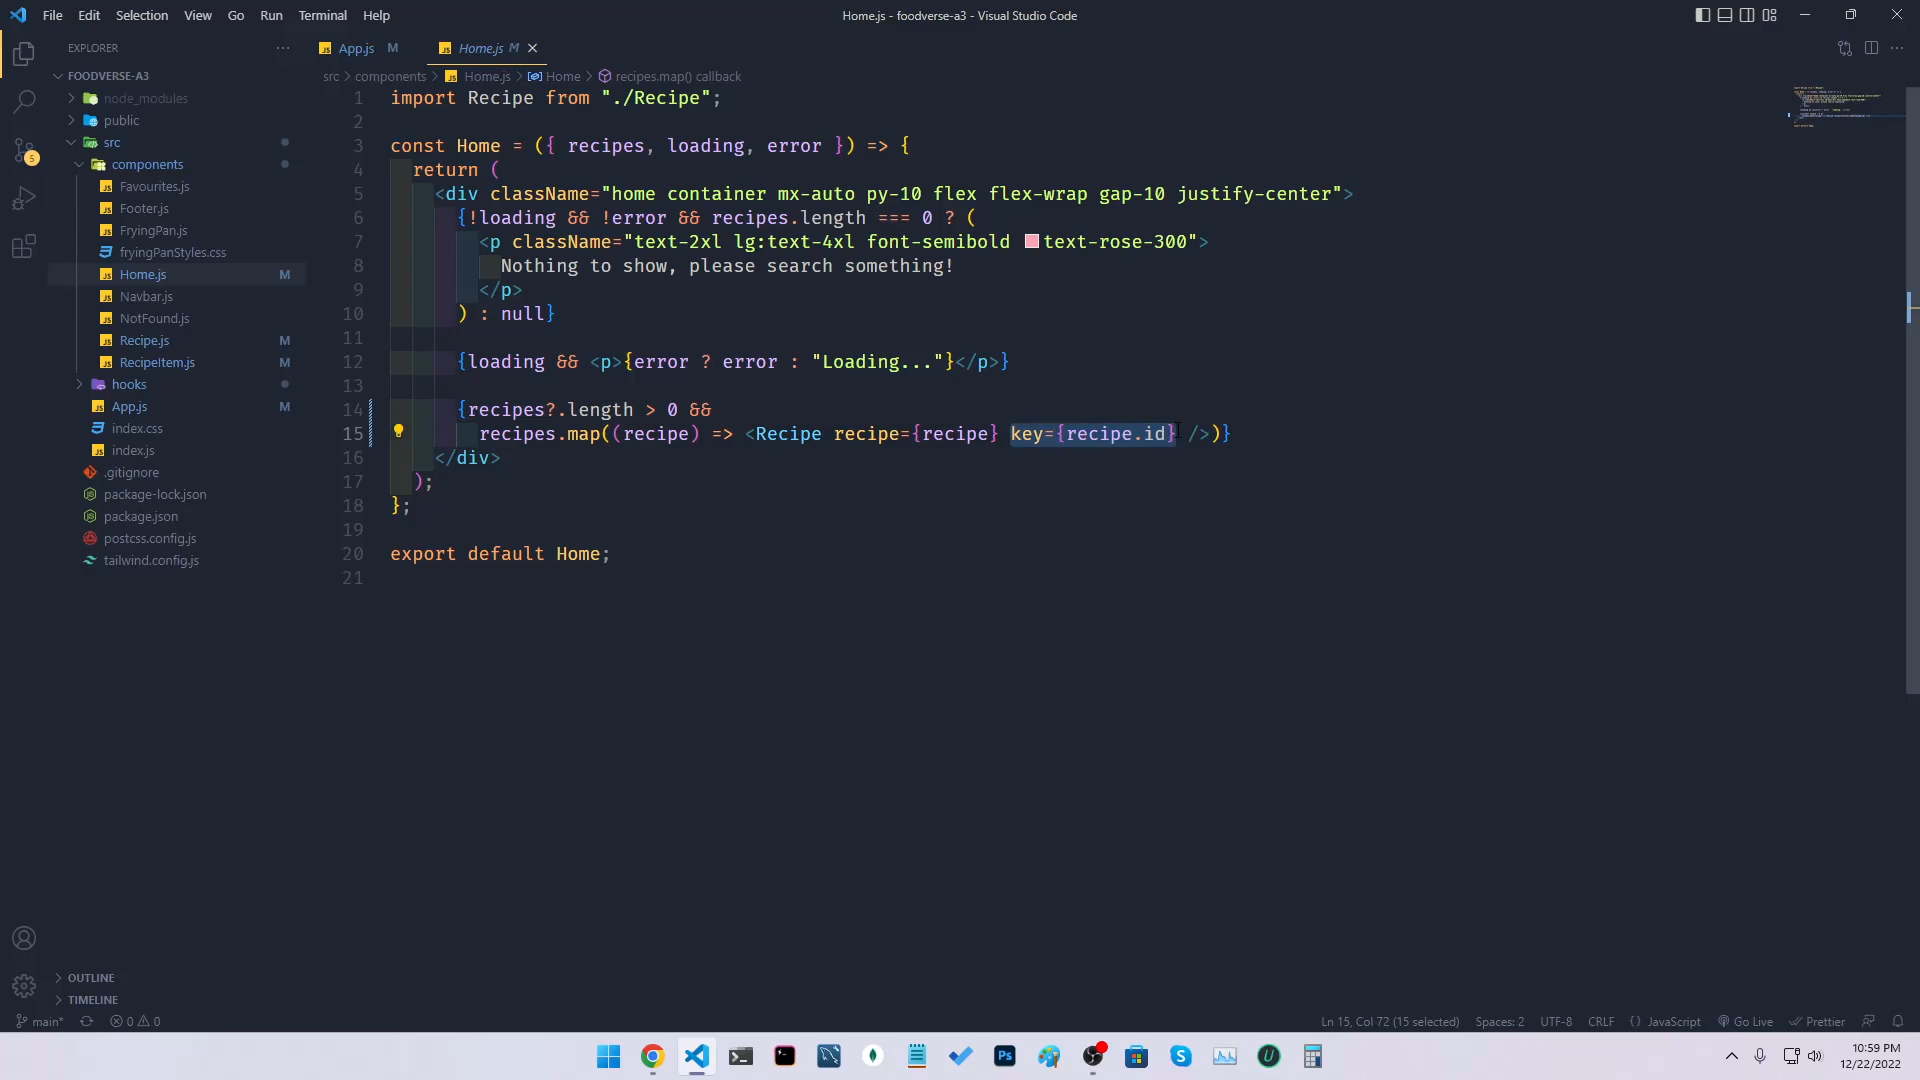 File Edit Selection View Go Run Terminal Help
Home.js - foodverse-a3 - Visual Studio Code
EXPLORER
FOODVERSE-A3
node_modules
public
src
components
Favourites.js
Footer.js
FryingPan.js
fryingPanStyles.css
Home.js M
Navbar.js
NotFound.js
Recipe.js M
RecipeItem.js M
hooks
App.js M
index.css
index.js
.gitignore
package-lock.json
package.json
postcss.config.js
tailwind.config.js
OUTLINE
TIMELINE
App.js M Home.js M
src > components > Home.js > Home > recipes.map() callback
1 import Recipe from "./Recipe";
2
3 const Home = ({ recipes, loading, error }) => {
4 return (
5 <div className="home container mx-auto py-10 flex flex-wrap gap-10 justify-center">
6 {!loading && !error && recipes.length === 0 ? (
7 <p className="text-2xl lg:text-4xl font-semibold text-rose-300">
8 Nothing to show, please search something!
9 </p>
10 ) : null}
11
12 {loading && <p>{error ? error : "Loading..."}</p>}
13
14 {recipes?.length > 0 &&
15 recipes.map((recipe) => <Recipe recipe={recipe} key={recipe.id} />)}
16 </div>
17 );
18 };
19
20 export default Home;
21
5
main* 0 0
Ln 15, Col 72 (15 selected) Spaces: 2 UTF-8 CRLF {} JavaScript Go Live Prettier
Ps
10:59 PM
12/22/2022